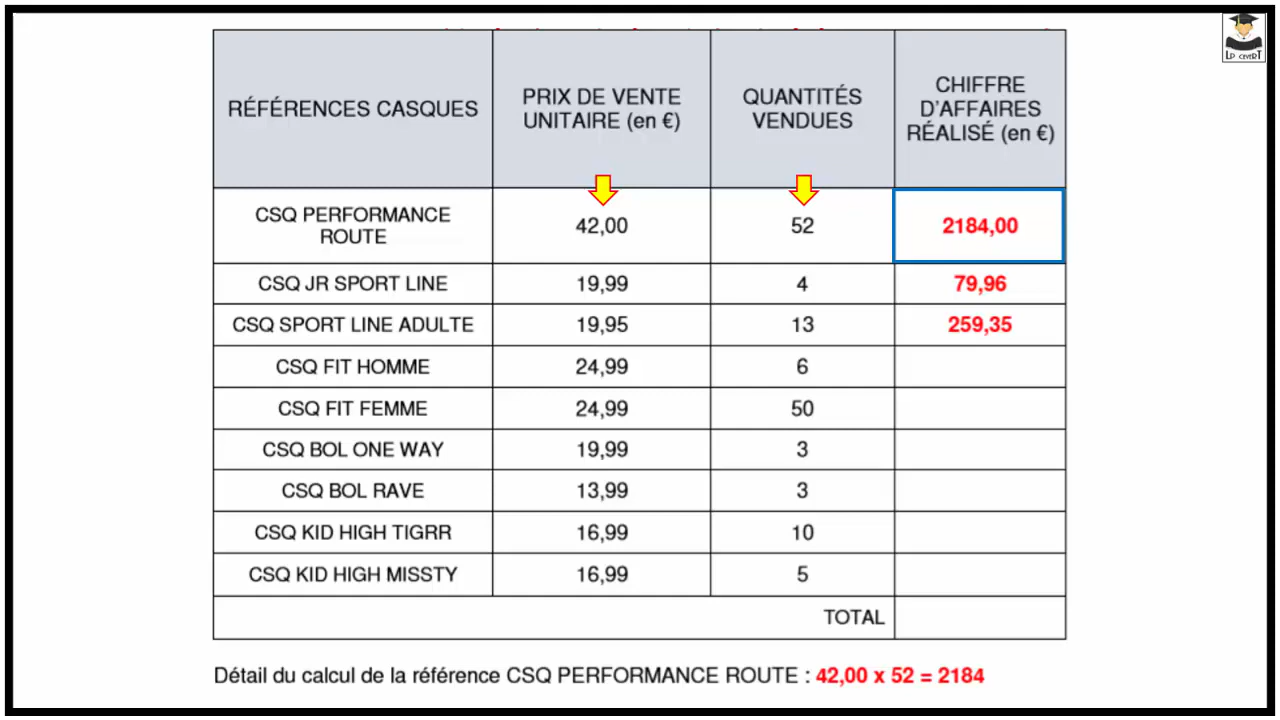 RÉFÉRENCES CASQUES
PRIX DE VENTE
UNITAIRE (en €)
QUANTITÉS
VENDUES
CHIFFRE
D'AFFAIRES
RÉALISÉ (en €)
CSQ PERFORMANCE
ROUTE
42,00
52
2184,00
CSQ JR SPORT LINE
19,99
4
79,96
CSQ SPORT LINE ADULTE
19,95
13
259,35
CSQ FIT HOMME
24,99
6
CSQ FIT FEMME
24,99
50
CSQ BOL ONE WAY
19,99
3
CSQ BOL RAVE
13,99
3
CSQ KID HIGH TIGRR
16,99
10
CSQ KID HIGH MISSTY
16,99
5
TOTAL
Détail du calcul de la référence CSQ PERFORMANCE ROUTE : 42,00 x 52 = 2184